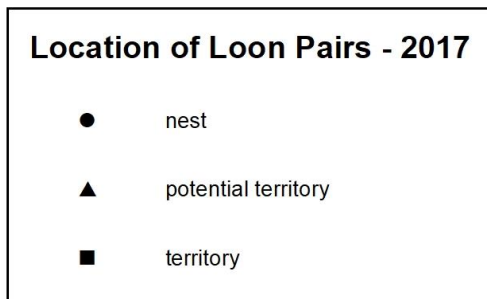 Location of Loon Pairs - 2017
nest
potential territory
territory